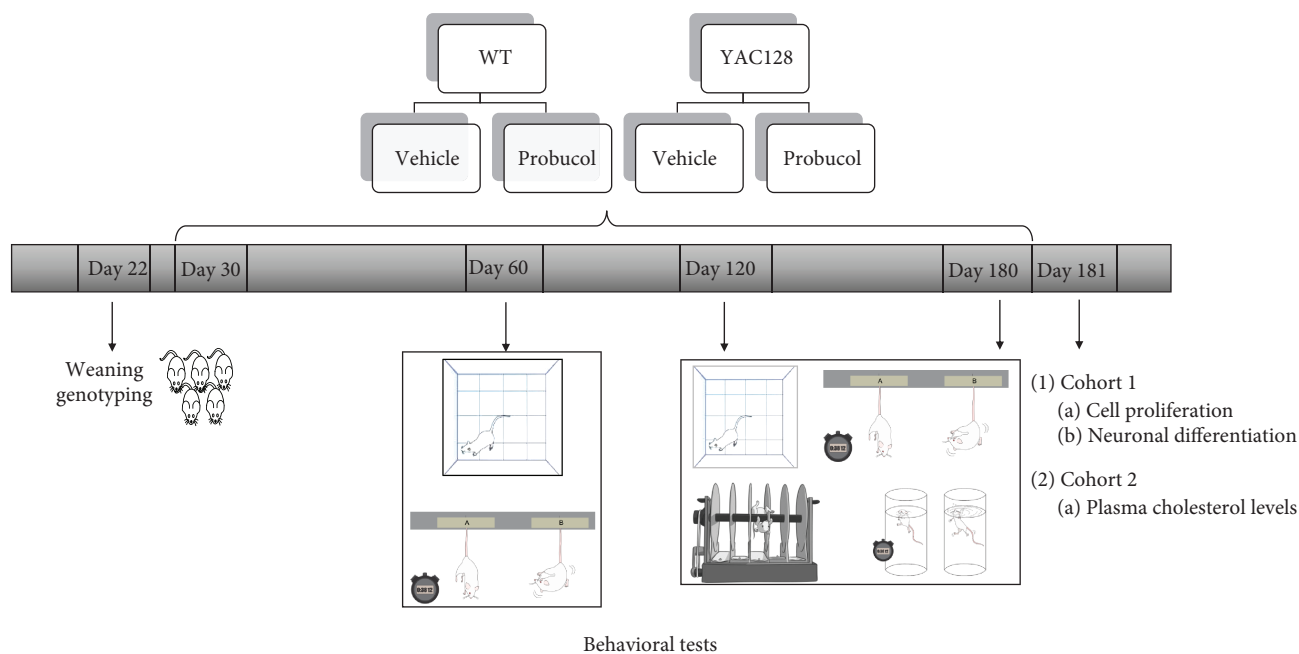 WT
YAC128
Vehicle
Probucol
Vehicle
Probucol
Day 22
Day 30
Day 60
Day 120
Day 180
Day 181
Weaning
genotyping
A
B
A
B
(1) Cohort 1
(a) Cell proliferation
(b) Neuronal differentiation
(2) Cohort 2
(a) Plasma cholesterol levels
Behavioral tests